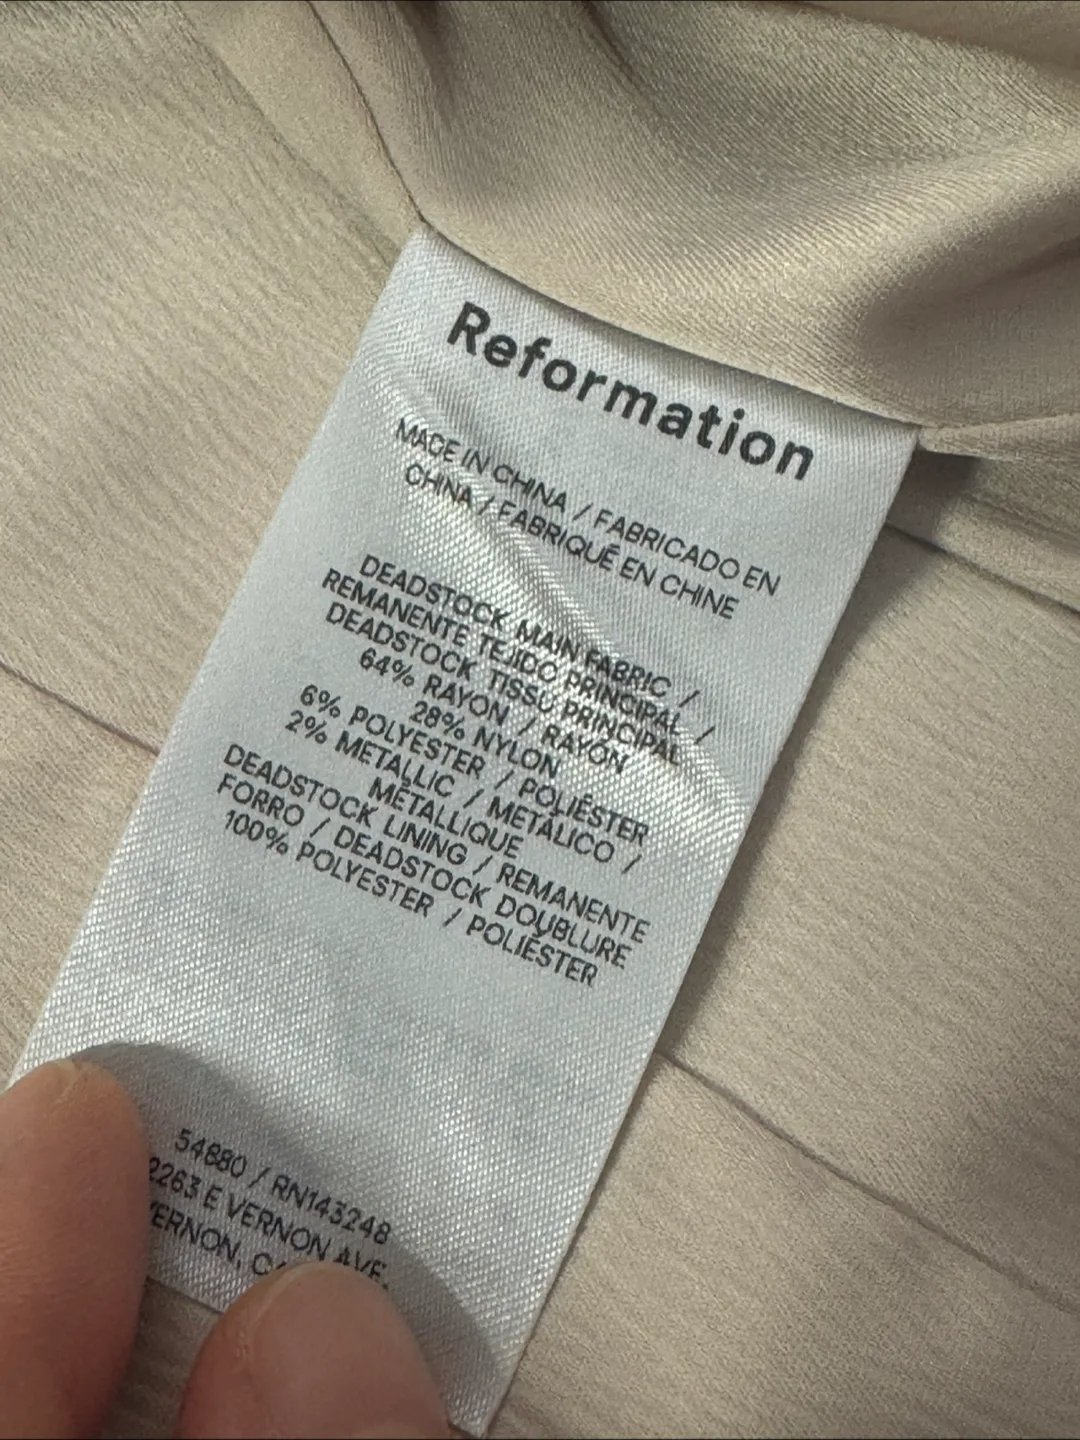 Reformation
MADE IN CHINA / FABRICADO EN
CHINA / FABRIQUÉ EN CHINE
DEADSTOCK MAIN FABRIC /
REMANENTE TEJIDO PRINCIPAL /
DEADSTOCK TISSU PRINCIPAL
64% RAYON / RAYÓN
28% NYLON
6% POLYESTER / POLIÉSTER
2% METALLIC / METÁLICO /
MÉTALLIQUE
DEADSTOCK LINING / REMANENTE
FORRO / DEADSTOCK DOUBLURE
100% POLYESTER / POLIÉSTER
54880 / RN143248
2263 E VERNON AVE.
VERNON, CA